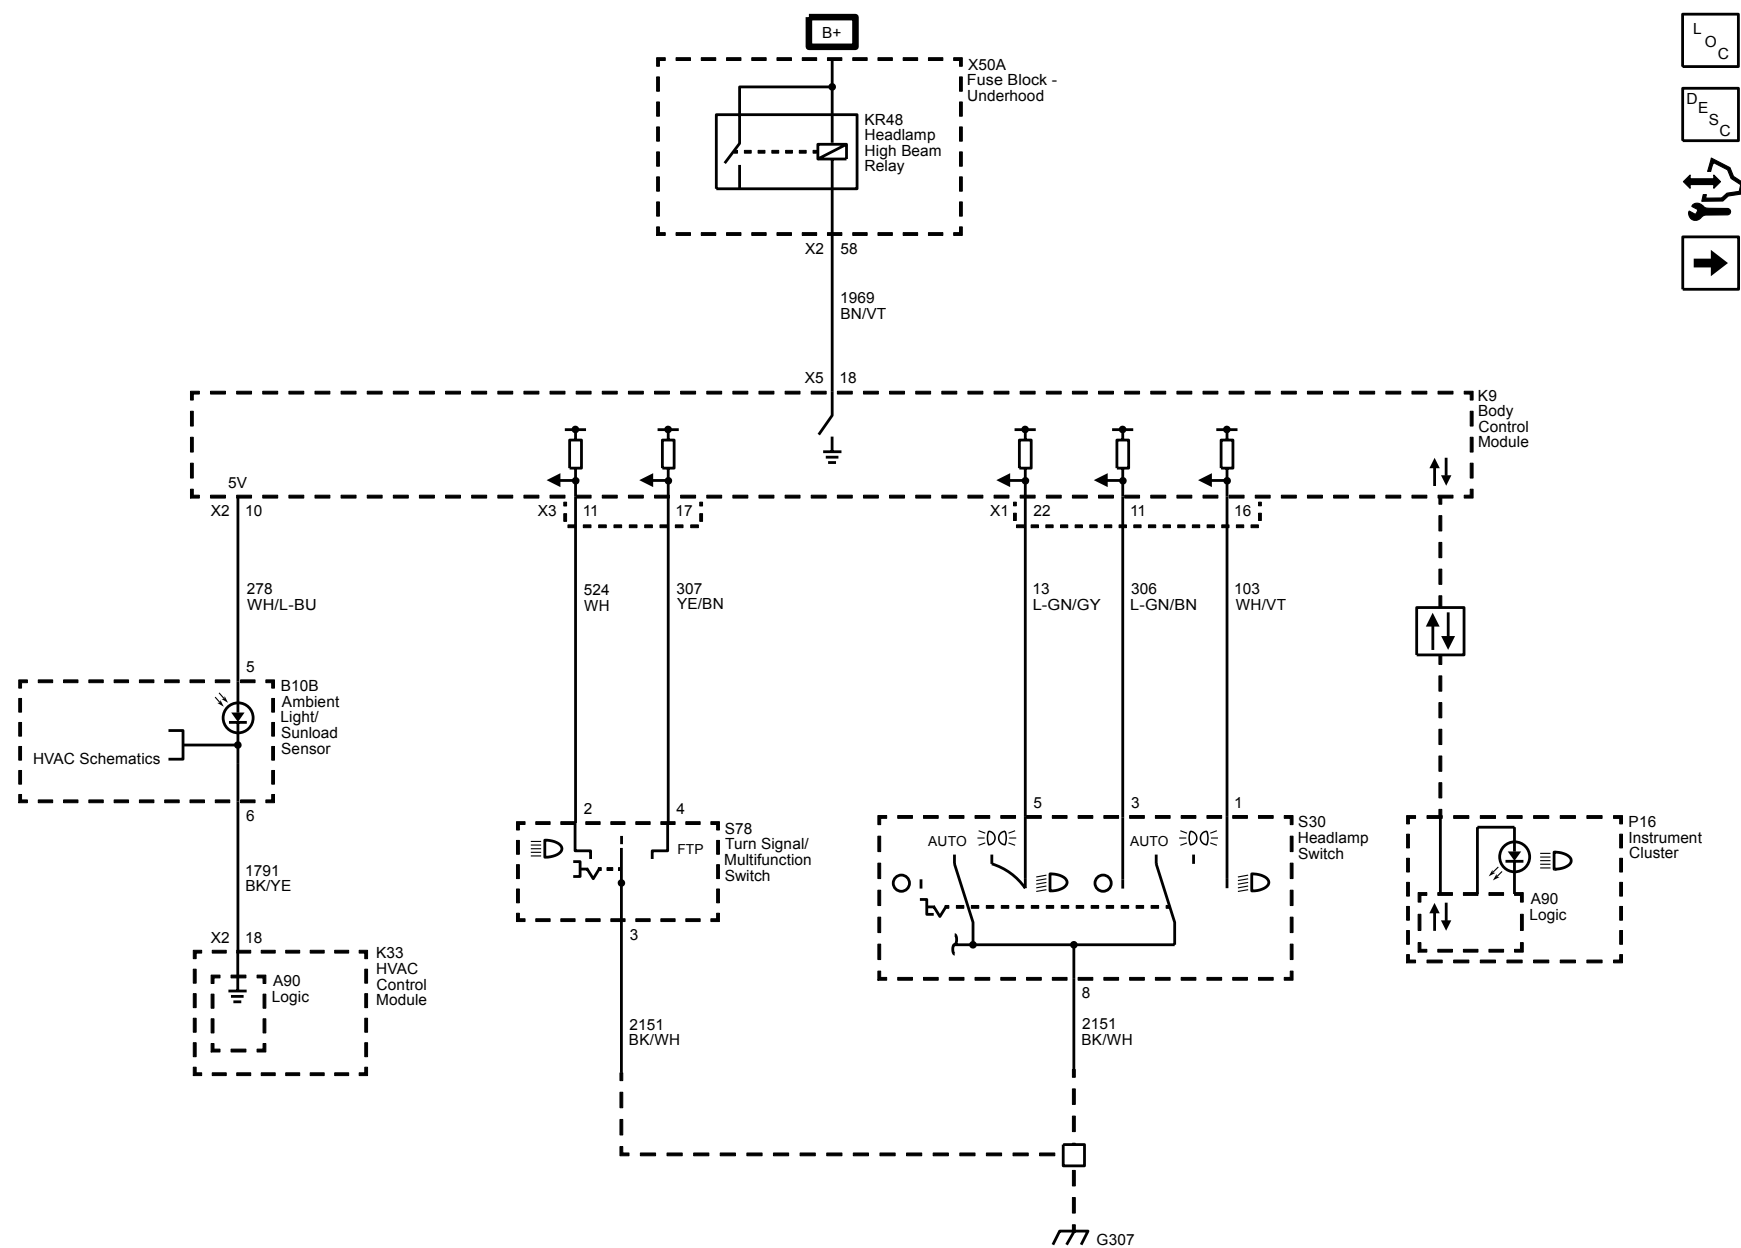 B+
L
O
C
D
E
S
C
X50A
Fuse Block -
Underhood
KR48
Headlamp
High Beam
Relay
X2 58
1969
BN/VT
X5 18
K9
Body
Control
Module
5V
X2 10
X3 11 17
X1 22 11 16
278
WH/L-BU
524
WH
307
YE/BN
13
L-GN/GY
306
L-GN/BN
103
WH/VT
5
B10B
Ambient
Light/
Sunload
Sensor
HVAC Schematics
6
1791
BK/YE
X2 18
K33
HVAC
Control
Module
A90
Logic
2 4
S78
Turn Signal/
Multifunction
Switch
FTP
3
2151
BK/WH
5 3 1
S30
Headlamp
Switch
AUTO AUTO
8
2151
BK/WH
P16
Instrument
Cluster
A90
Logic
G307